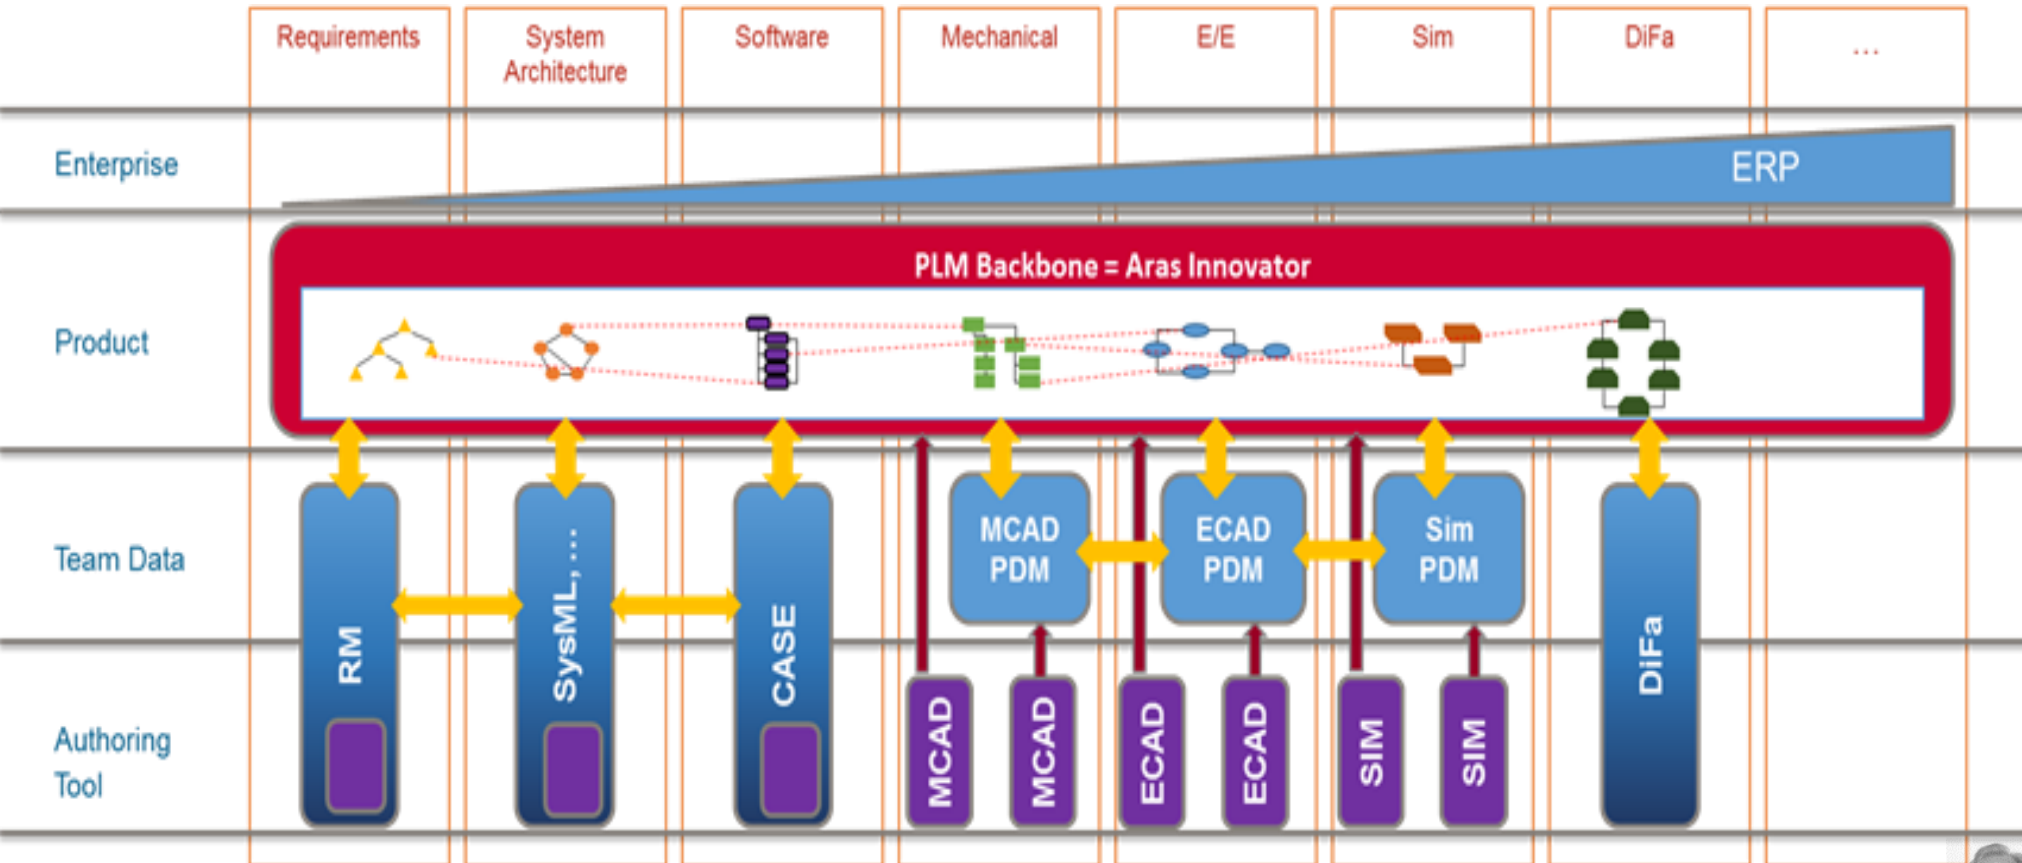 Requirements
System
Architecture
Software
Mechanical
E/E
Sim
DiFa
...
Enterprise
ERP
PLM Backbone = Aras Innovator
Product
Team Data
MCAD
PDM
ECAD
PDM
Sim
PDM
RM
SysML, ...
CASE
DiFa
Authoring
Tool
MCAD
MCAD
ECAD
ECAD
SIM
SIM